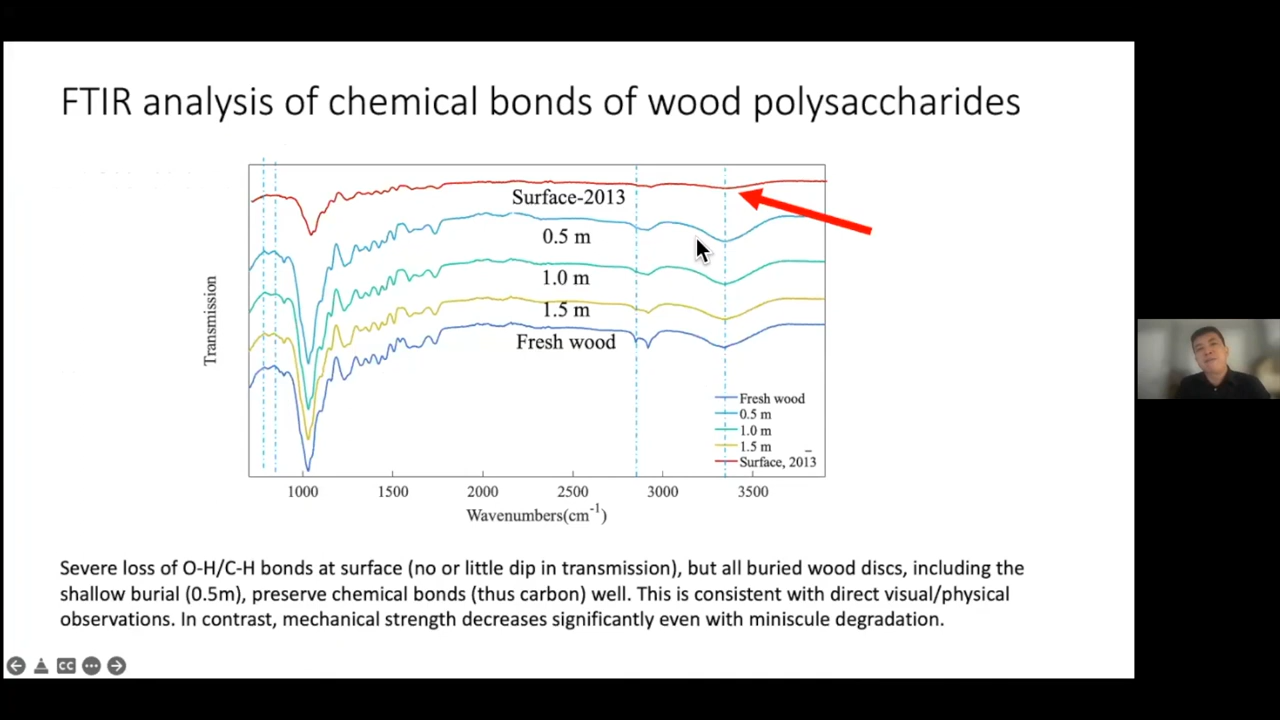 FTIR analysis of chemical bonds of wood polysaccharides
Surface-2013
0.5 m
1.0 m
1.5 m
Fresh wood
Transmission
Fresh wood
0.5 m
1.0 m
1.5 m
Surface, 2013
1000 1500 2000 2500 3000 3500
Wavenumbers(cm⁻¹)
Severe loss of O-H/C-H bonds at surface (no or little dip in transmission), but all buried wood discs, including the
shallow burial (0.5m), preserve chemical bonds (thus carbon) well. This is consistent with direct visual/physical
observations. In contrast, mechanical strength decreases significantly even with miniscule degradation.
CC